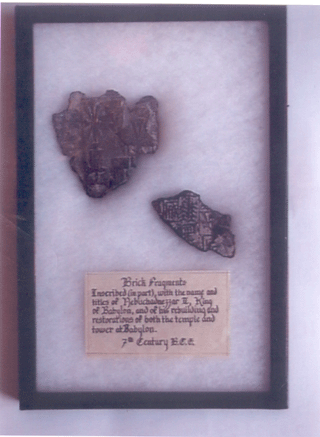 Brick Fragments
Inscribed (in part), with the name and
titles of Nebuchadnezzar II, King
of Babylon, and of his rebuilding and
restorations of both the temple and
tower at Babylon.
7th Century B.C.E.